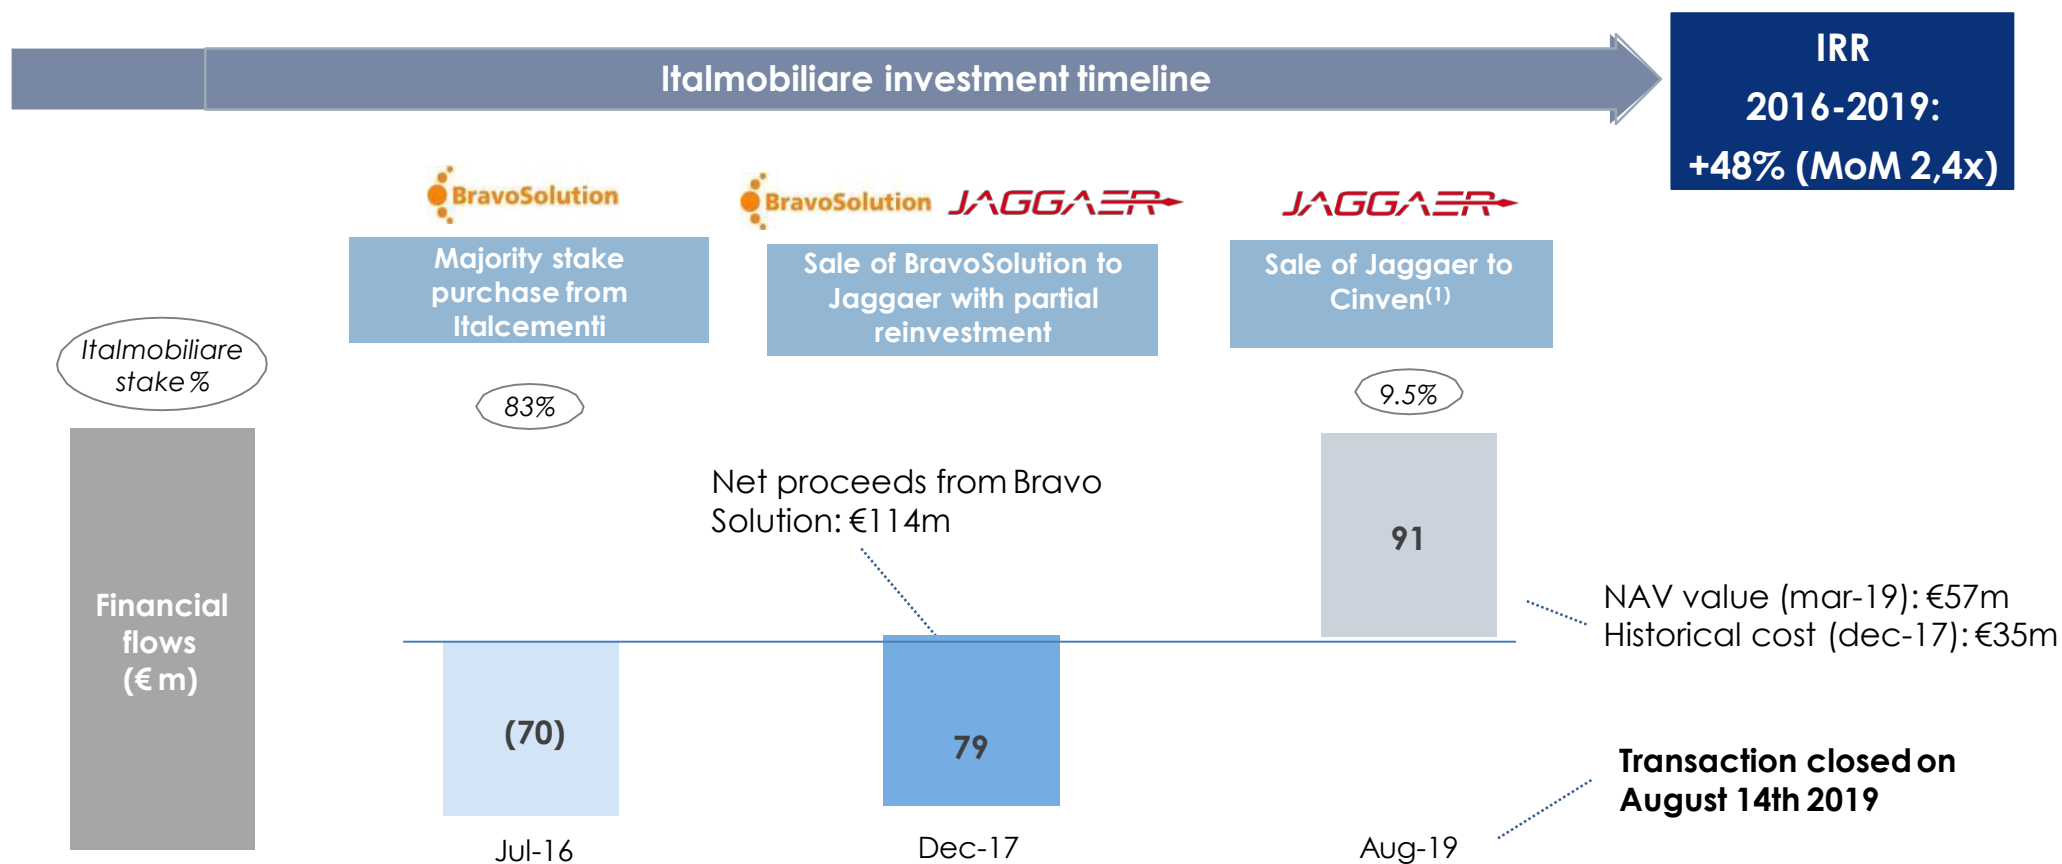 Italmobiliare investment timeline
IRR
2016-2019:
+48% (MoM 2,4x)
BravoSolution
BravoSolution
JAGGAER
JAGGAER
Majority stake
purchase from
Italcementi
Sale of BravoSolution to
Jaggaer with partial
reinvestment
Sale of Jaggaer to
Cinven(1)
Italmobiliare
stake %
83%
9.5%
Net proceeds from Bravo
Solution: €114m
91
Financial
flows
(€ m)
NAV value (mar-19): €57m
Historical cost (dec-17): €35m
(70)
79
Transaction closed on
August 14th 2019
Jul-16
Dec-17
Aug-19